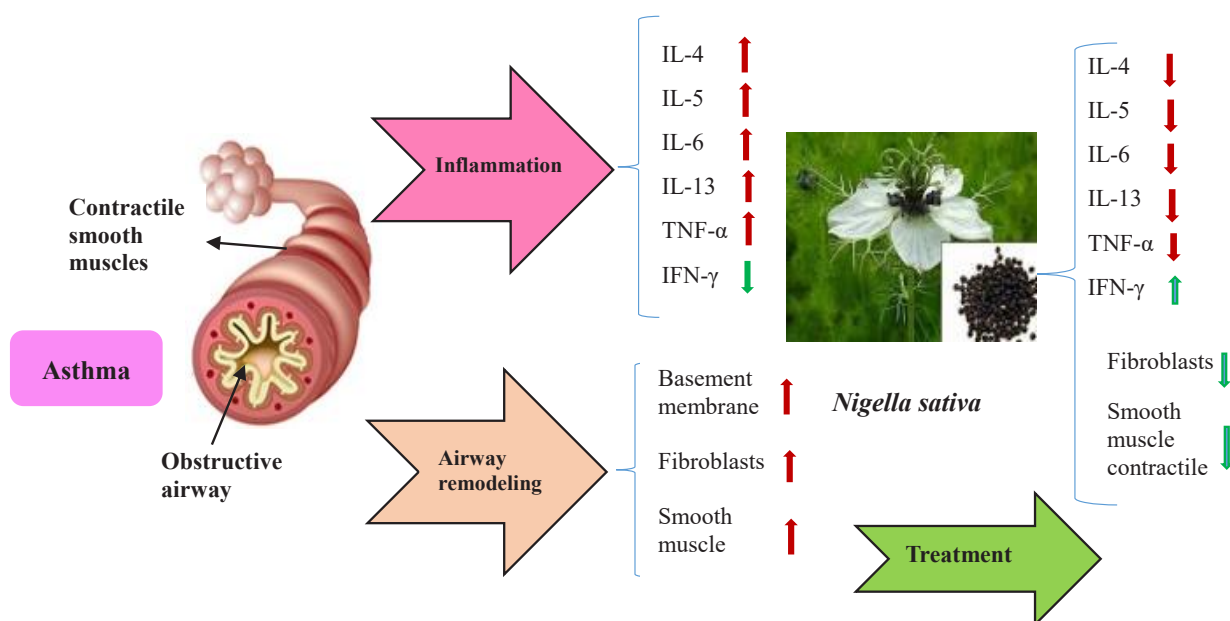 Asthma
Contractile
smooth
muscles
Obstructive
airway
Inflammation
IL-4
IL-5
IL-6
IL-13
TNF-α
IFN-γ
Airway
remodeling
Basement
membrane
Fibroblasts
Smooth
muscle
Nigella sativa
Treatment
IL-4
IL-5
IL-6
IL-13
TNF-α
IFN-γ
Fibroblasts
Smooth
muscle
contractile